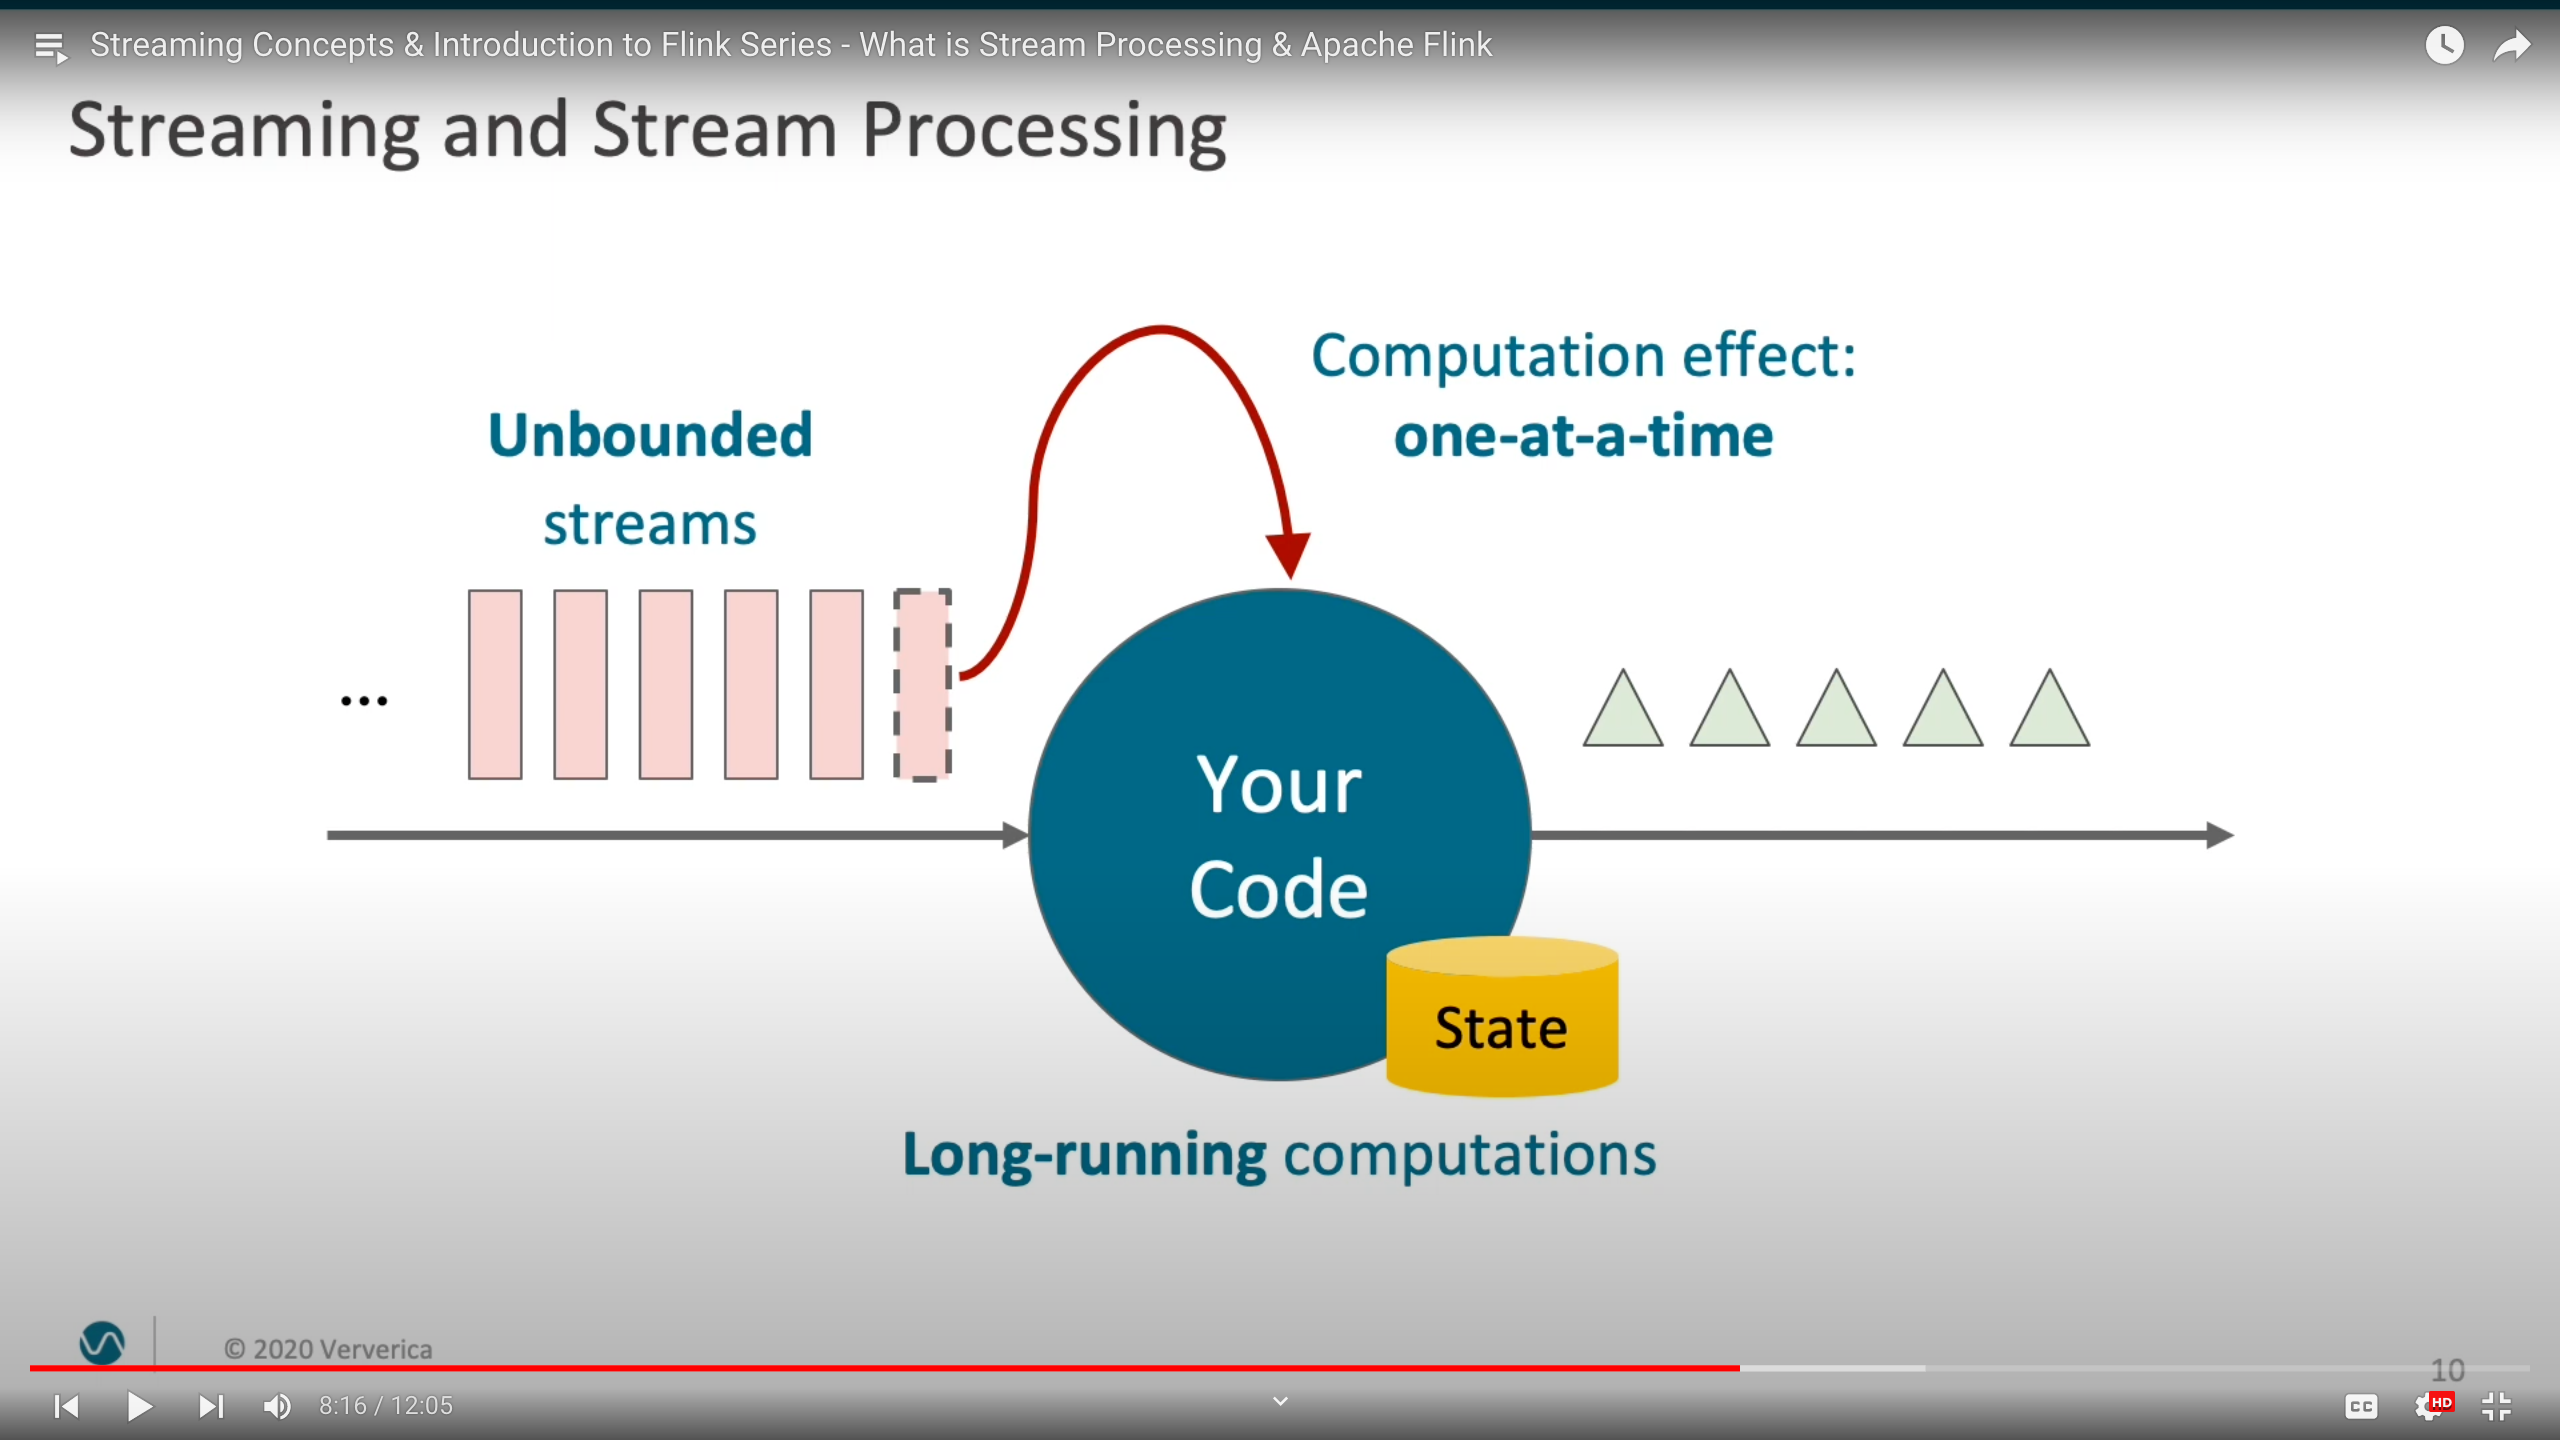 Streaming Concepts & Introduction to Flink Series - What is Stream Processing & Apache Flink
Streaming and Stream Processing
Computation effect:
one-at-a-time
Unbounded
streams
...
Your
Code
State
Long-running computations
© 2020 Ververica
10
8:16 / 12:05
CC
HD